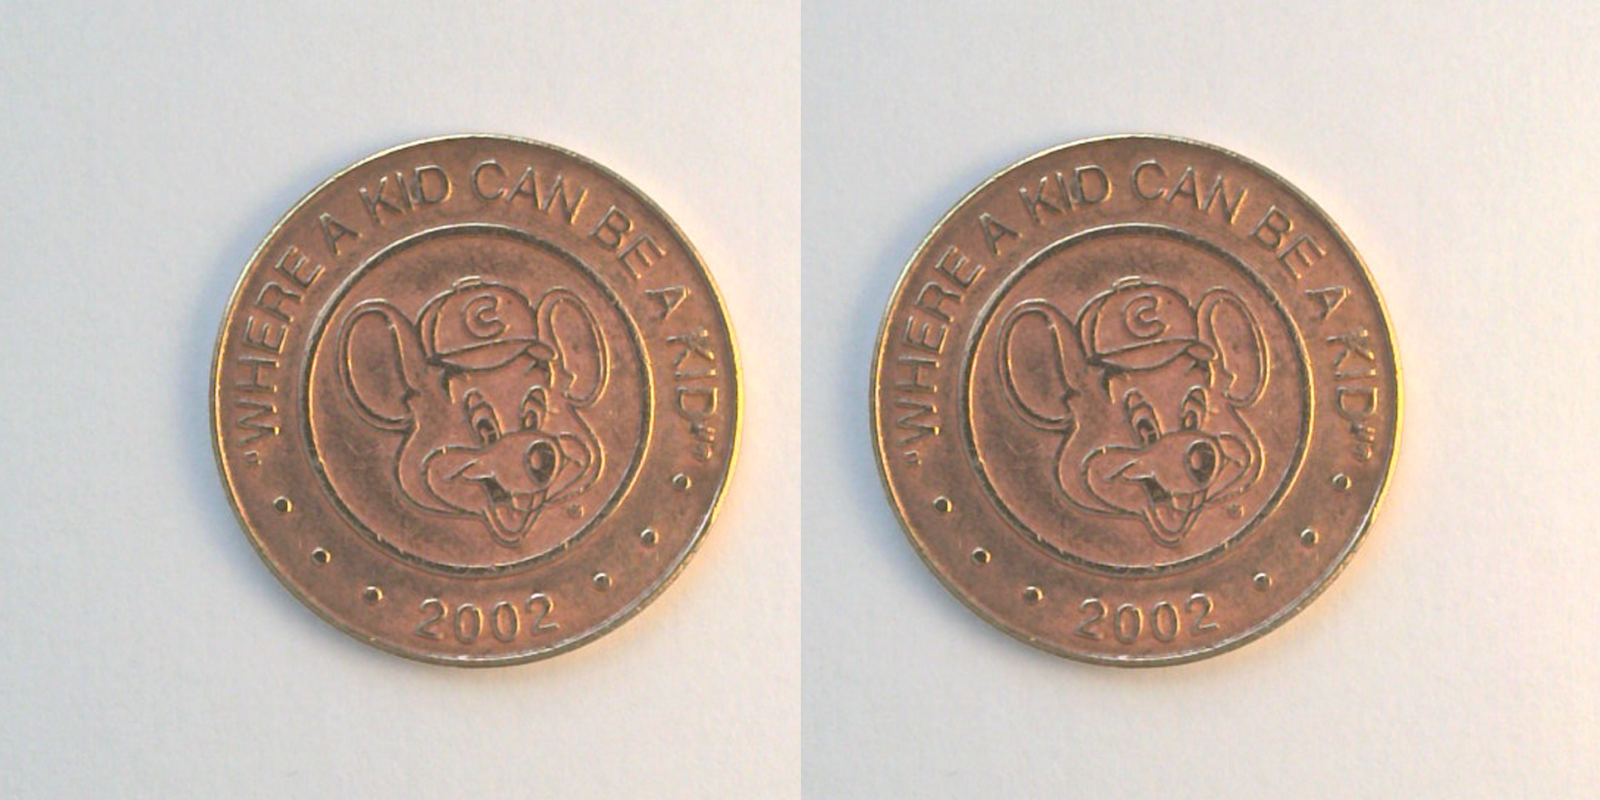 "WHERE A KID CAN BE A KID"
C
2002
"WHERE A KID CAN BE A KID"
C
2002